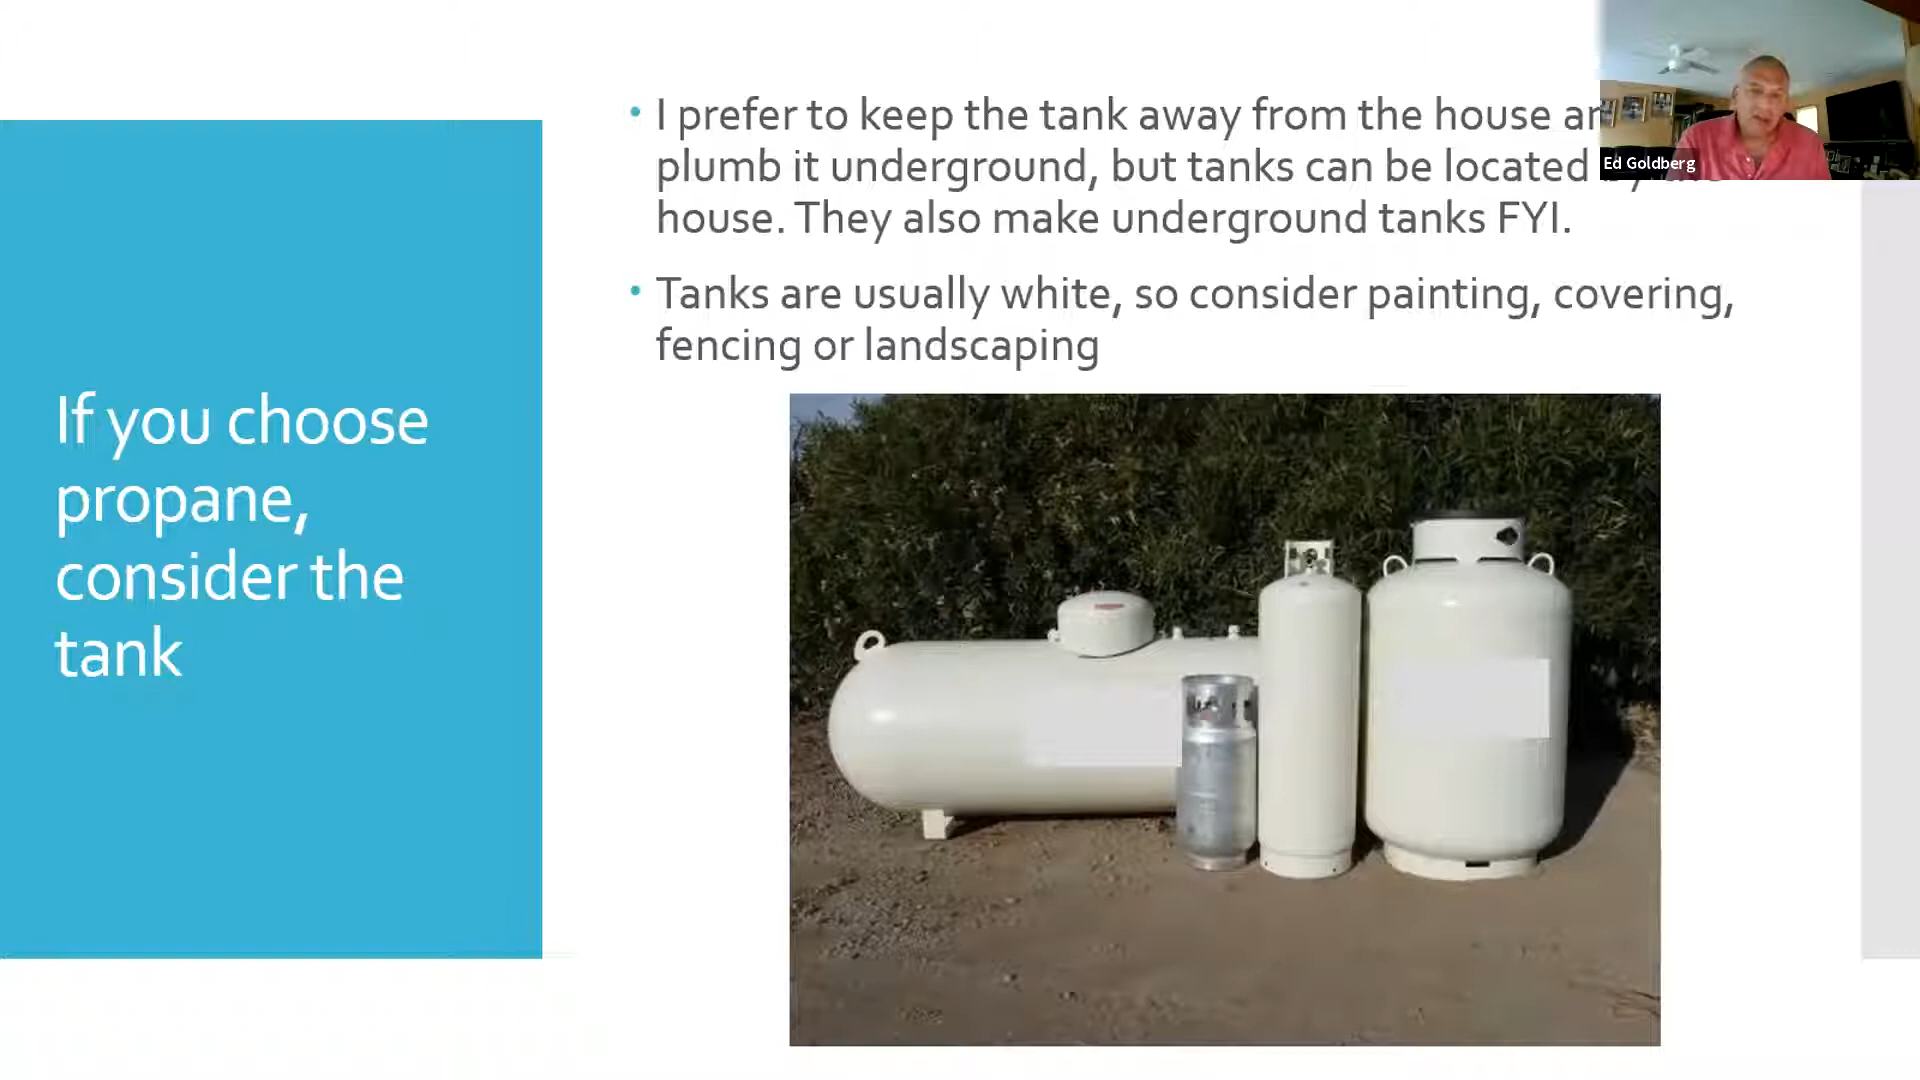 If you choose
propane,
consider the
tank
• I prefer to keep the tank away from the house
plumb it underground, but tanks can be located
house. They also make underground tanks FYI.
• Tanks are usually white, so consider painting, covering,
fencing or landscaping
Ed Goldberg